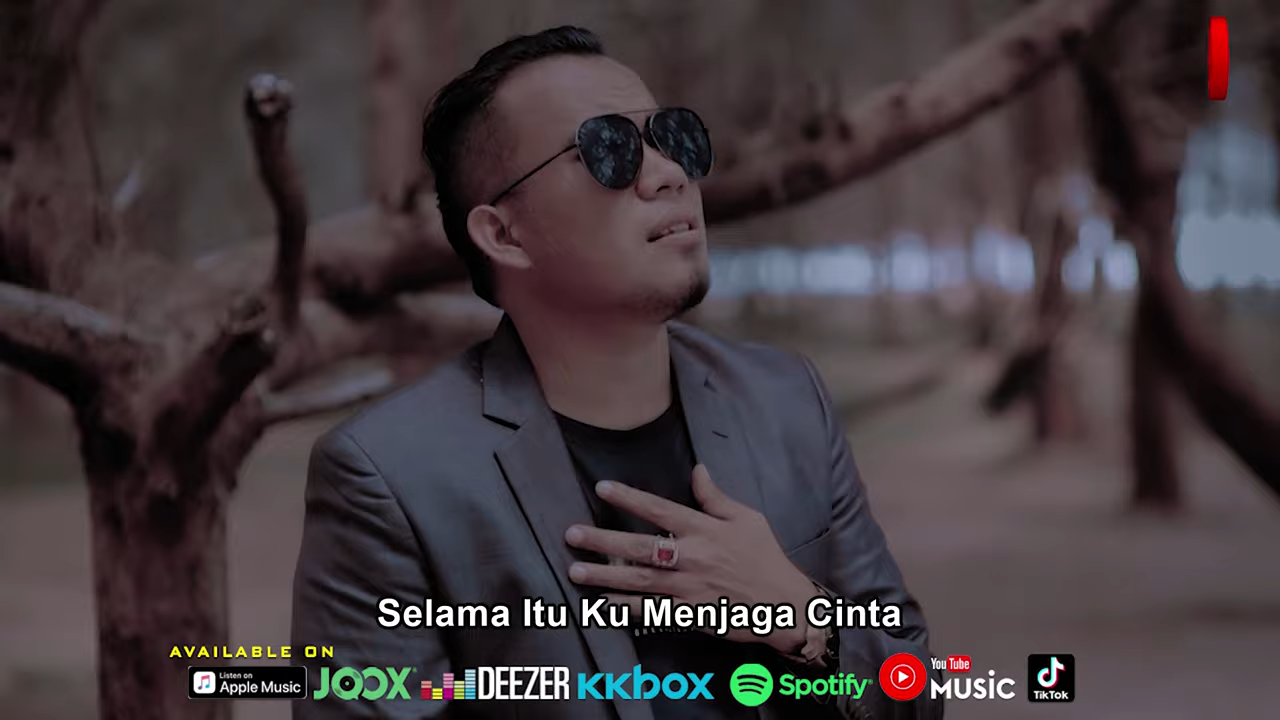 Selama Itu Ku Menjaga Cinta
AVAILABLE ON
Listen on
Apple Music
JOOX
DEEZER
KKBOX
Spotify
YouTube
MUSIC
TikTok